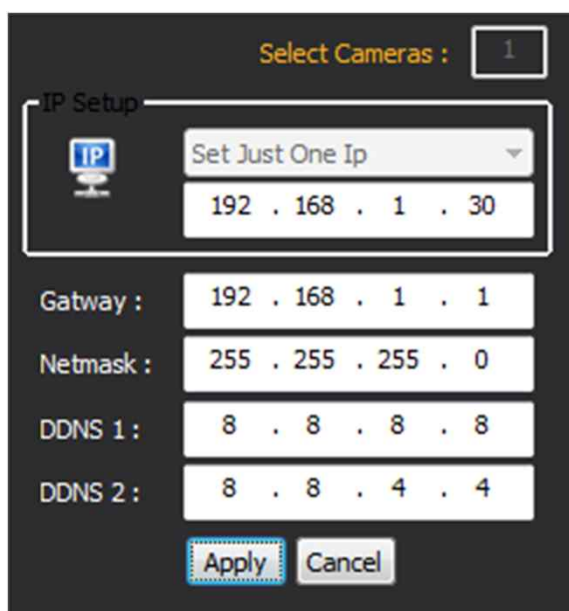 Select Cameras : 1
IP Setup
IP
Set Just One Ip
192 . 168 . 1 . 30
Gatway : 192 . 168 . 1 . 1
Netmask : 255 . 255 . 255 . 0
DDNS 1 : 8 . 8 . 8 . 8
DDNS 2 : 8 . 8 . 4 . 4
Apply Cancel